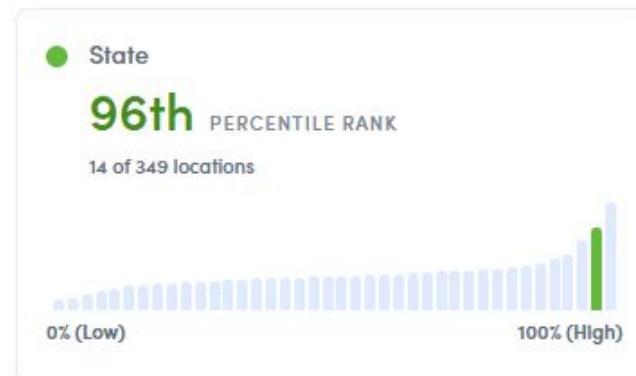 State
96th PERCENTILE RANK
14 of 349 locations
0% (Low) 100% (High)